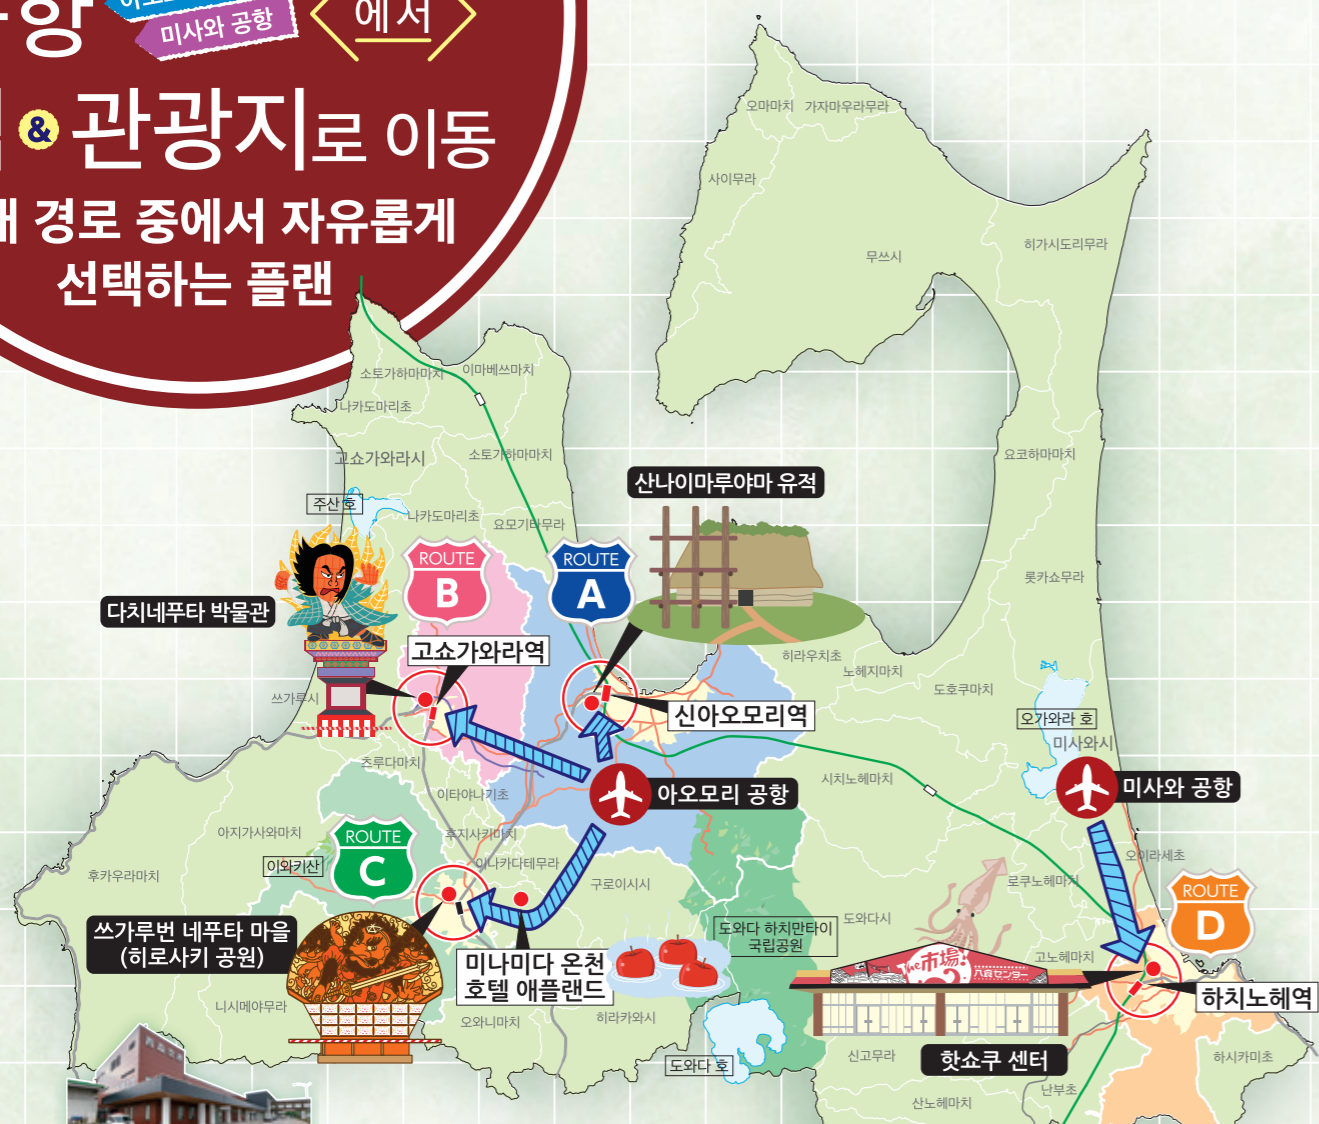 미사와 공항
에서
&
관광지로 이동
경로 중에서 자유롭게
선택하는 플랜
오마마치
가자마우라무라
사이무라
무쓰시
히가시도리무라
소토가하마마치
이마베쓰마치
나카도마리초
고쇼가와라시
소토가하마마치
요코하마마치
산나이마루야마 유적
주산 호
나카도마리초
요모기타무라
ROUTE
B
ROUTE
A
롯카쇼무라
다치네푸타 박물관
고쇼가와라역
히라우치초
노헤지마치
도호쿠마치
쓰가루시
신아오모리역
오가와라 호
미사와시
츠루다마치
이타야나기초
아오모리 공항
시치노헤마치
미사와 공항
아지가사와마치
ROUTE
C
후지사키마치
이와키산
이나카다테무라
구로이시시
후카우라마치
오이라세초
로쿠노헤마치
ROUTE
D
쓰가루번 네푸타 마을
(히로사키 공원)
도와다 하치만타이
국립공원
도와다시
고노헤마치
미나미다 온천
호텔 애플랜드
The市場!
八食センター
하치노헤역
니시메야무라
오와니마치
히라카와시
도와다 호
신고무라
핫쇼쿠 센터
하시카미초
난부초
산노헤마치